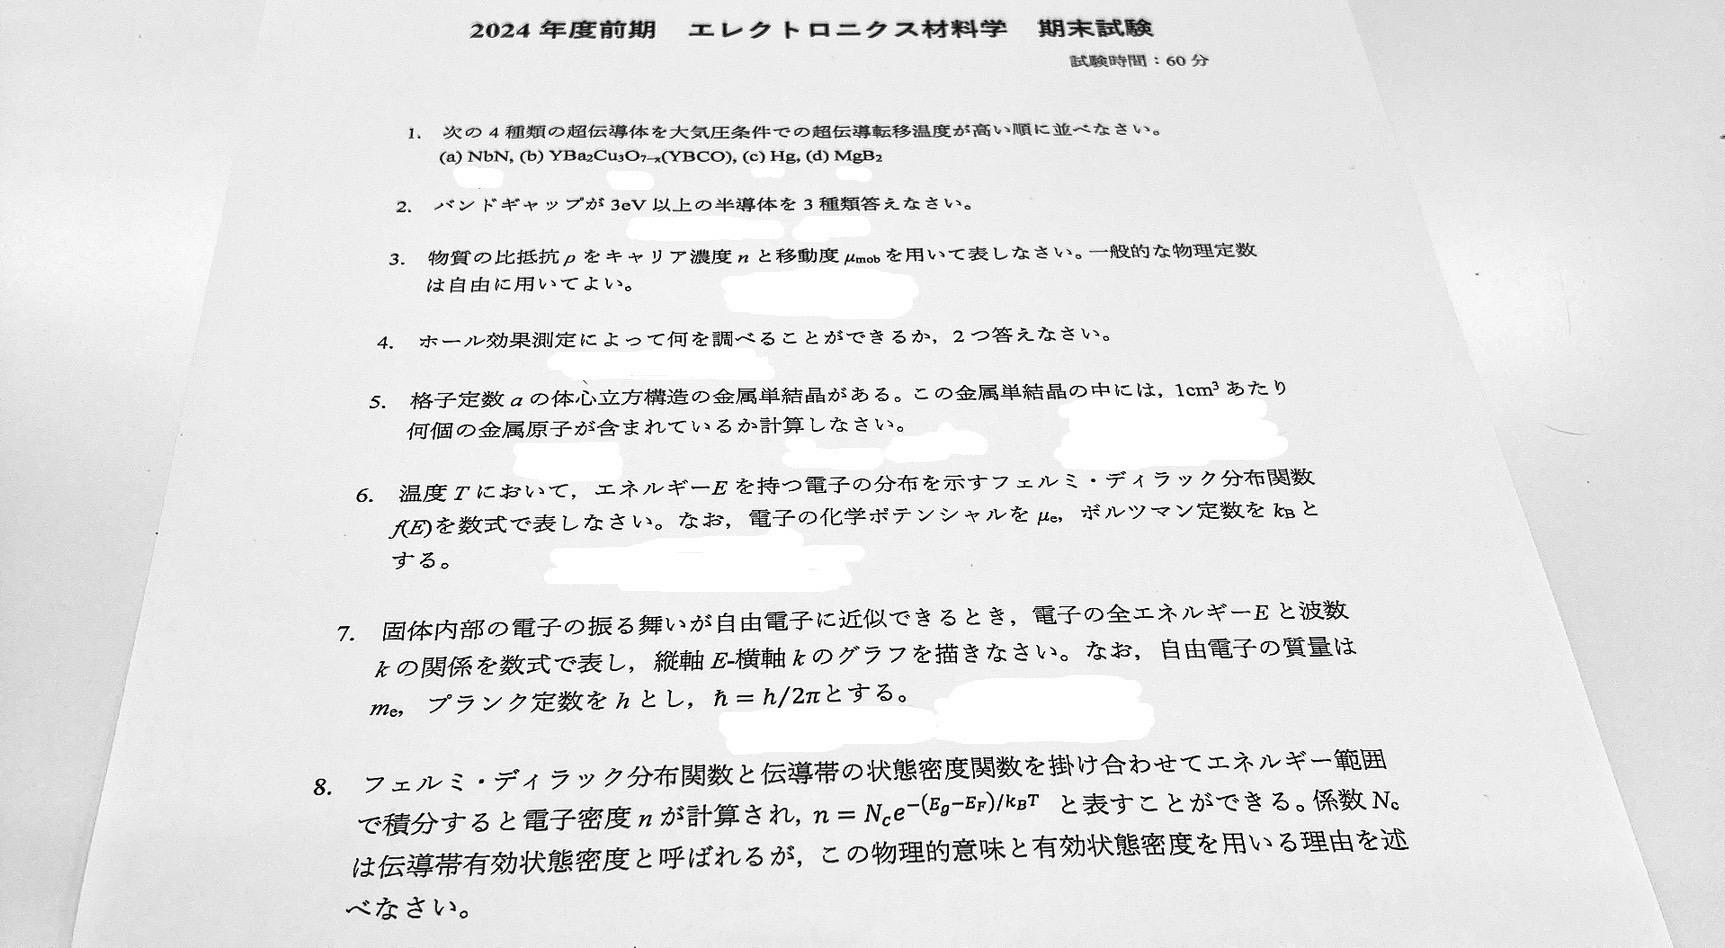 2024 年度前期　エレクトロニクス材料学　期末試験
試験時間：60 分
1. 次の 4 種類の超伝導体を大気圧条件での超伝導転移温度が高い順に並べなさい。
(a) NbN, (b) YBa₂Cu₃O₇₋ₓ(YBCO), (c) Hg, (d) MgB₂
2. バンドギャップが 3eV 以上の半導体を 3 種類答えなさい。
3. 物質の比抵抗 ρ をキャリア濃度 n と移動度 μmob を用いて表しなさい。一般的な物理定数
は自由に用いてよい。
4. ホール効果測定によって何を調べることができるか，2 つ答えなさい。
5. 格子定数 a の体心立方構造の金属単結晶がある。この金属単結晶の中には，1cm³ あたり
何個の金属原子が含まれているか計算しなさい。
6. 温度 T において，エネルギーE を持つ電子の分布を示すフェルミ・ディラック分布関数
f(E)を数式で表しなさい。なお，電子の化学ポテンシャルを μe，ボルツマン定数を kB と
する。
7. 固体内部の電子の振る舞いが自由電子に近似できるとき，電子の全エネルギーE と波数
k の関係を数式で表し，縦軸 E-横軸 k のグラフを描きなさい。なお，自由電子の質量は
me，プランク定数を h とし，ħ = h/2πとする。
8. フェルミ・ディラック分布関数と伝導帯の状態密度関数を掛け合わせてエネルギー範囲
で積分すると電子密度 n が計算され, n = Nce^−(Eg−EF)/kBT と表すことができる。係数 Nc
は伝導帯有効状態密度と呼ばれるが，この物理的意味と有効状態密度を用いる理由を述
べなさい。